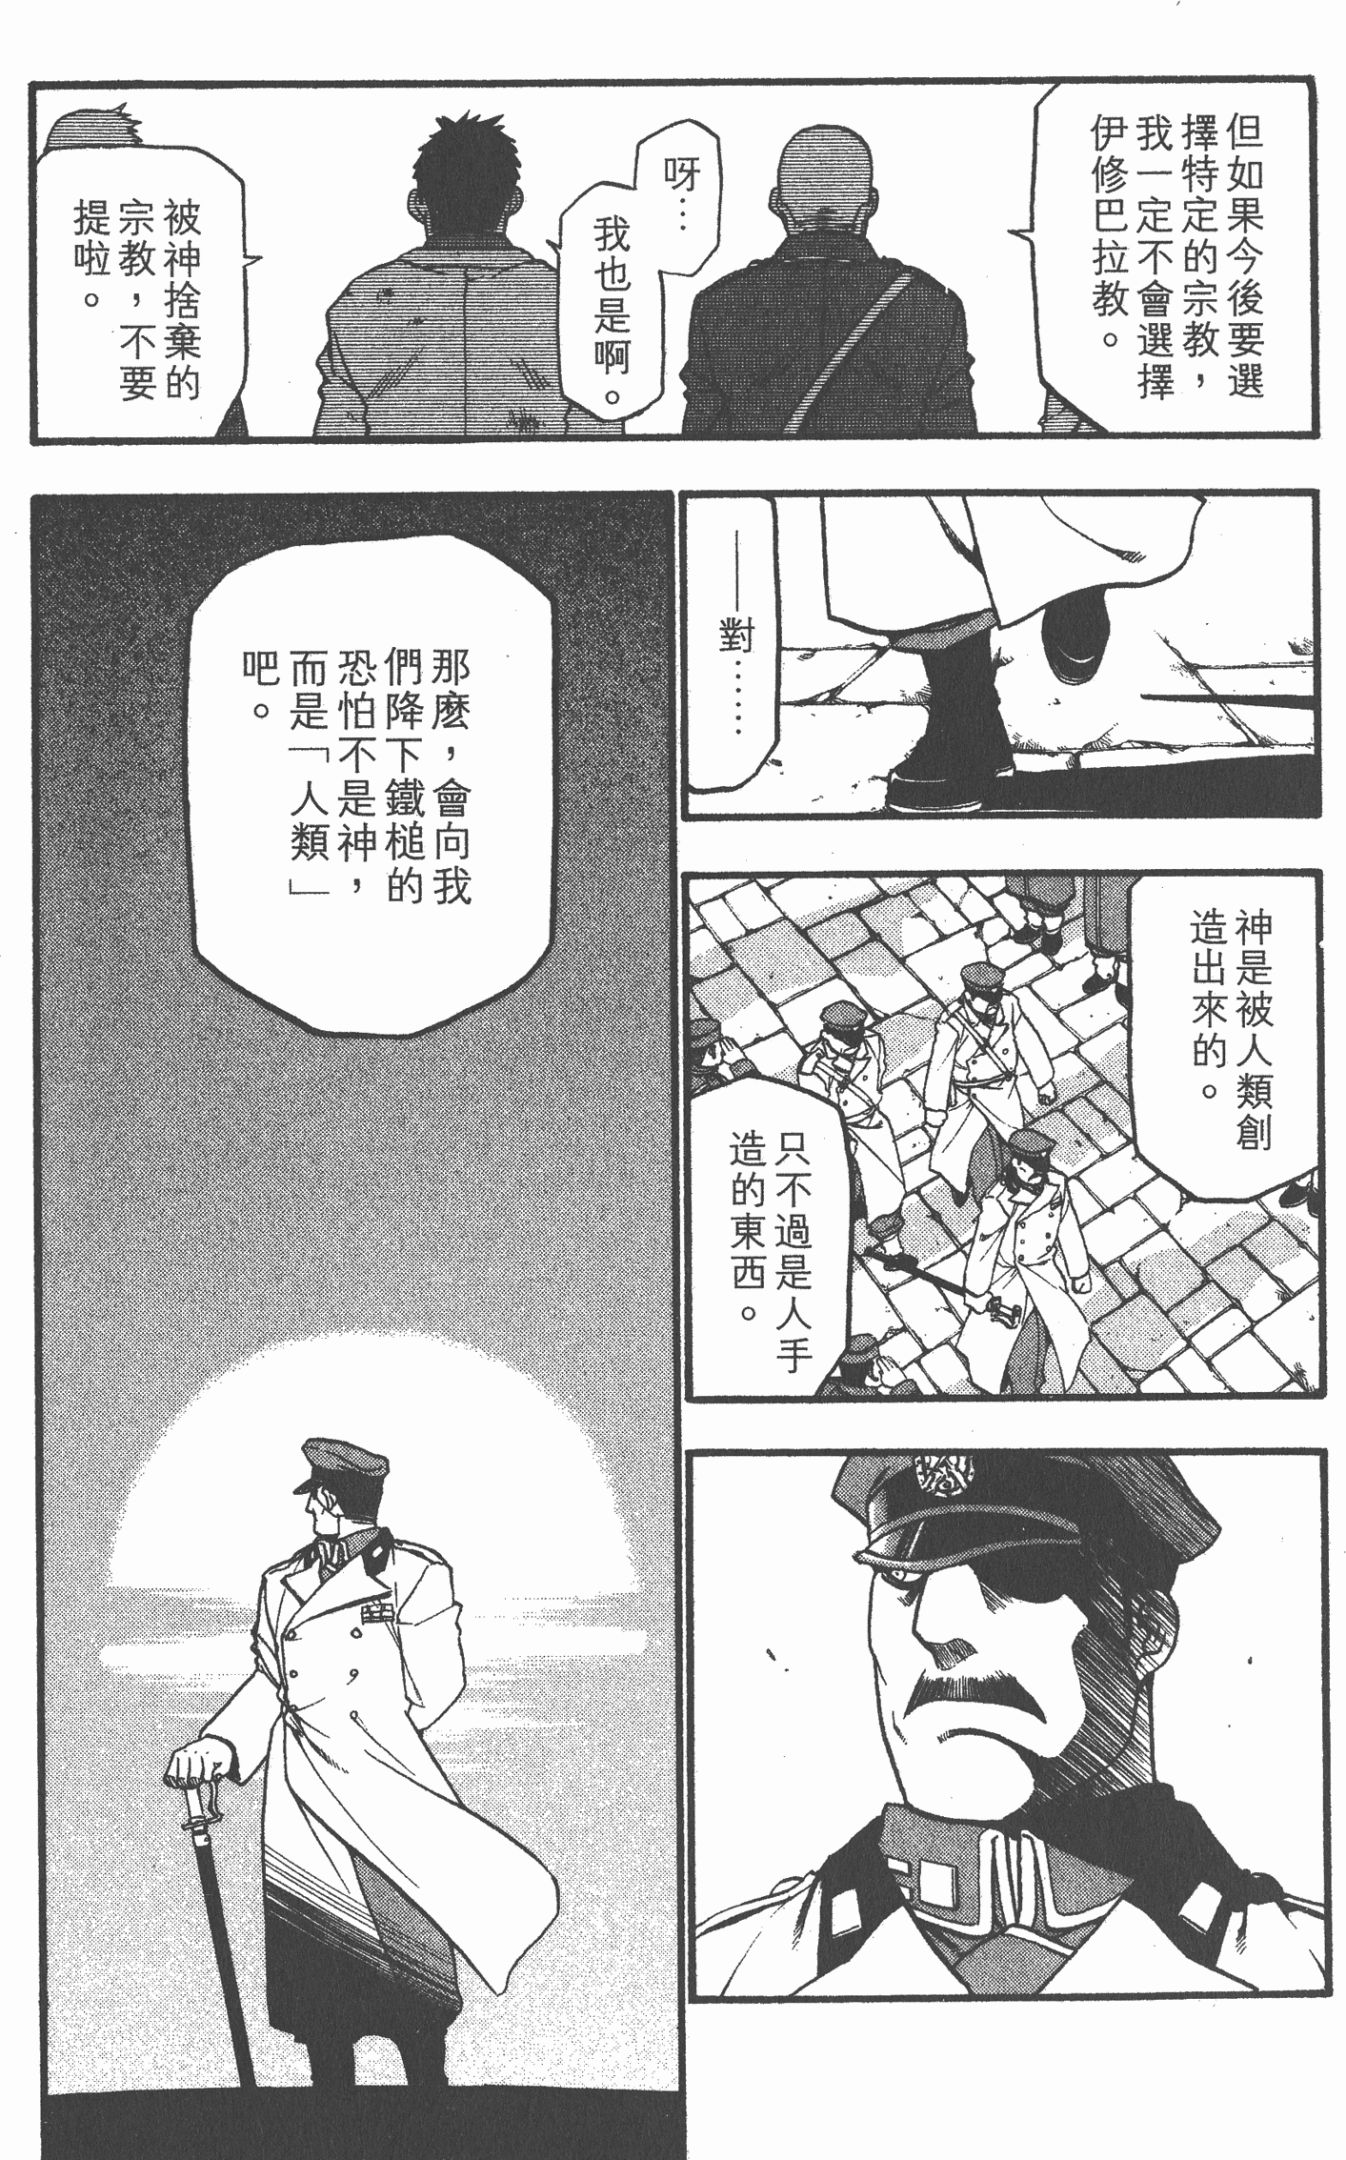 但如果今後要選
擇特定的宗教，
我一定不會選擇
伊修巴拉教。
呀…
我也是啊。
被神捨棄的
宗教，不要
提啦。
——對……
神是被人類創
造出來的。
只不過是人手
造的東西。
那麼，會向我
們降下鐵槌的
恐怕不是神，
而是「人類」
吧。